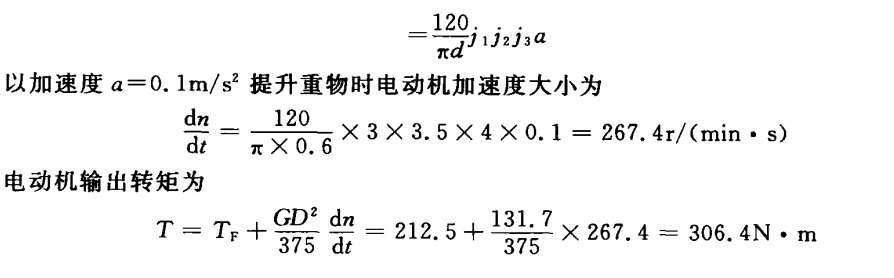 =120/πd j₁j₂j₃a
以加速度 a=0.1m/s² 提升重物时电动机加速度大小为
dn/dt = 120/(π×0.6) ×3×3.5×4×0.1 = 267.4r/(min·s)
电动机输出转矩为
T = T_F + GD²/375 dn/dt = 212.5 + 131.7/375 × 267.4 = 306.4N·m